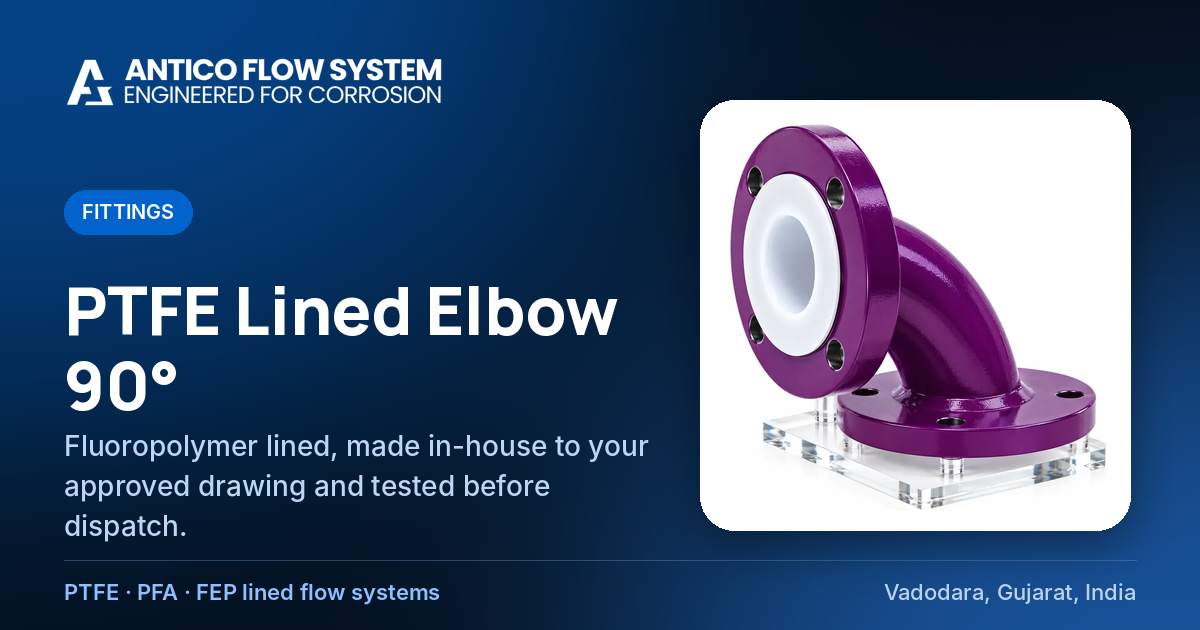 ANTICO FLOW SYSTEM
ENGINEERED FOR CORROSION
FITTINGS
PTFE Lined Elbow
90°
Fluoropolymer lined, made in-house to your
approved drawing and tested before
dispatch.
PTFE · PFA · FEP lined flow systems
Vadodara, Gujarat, India